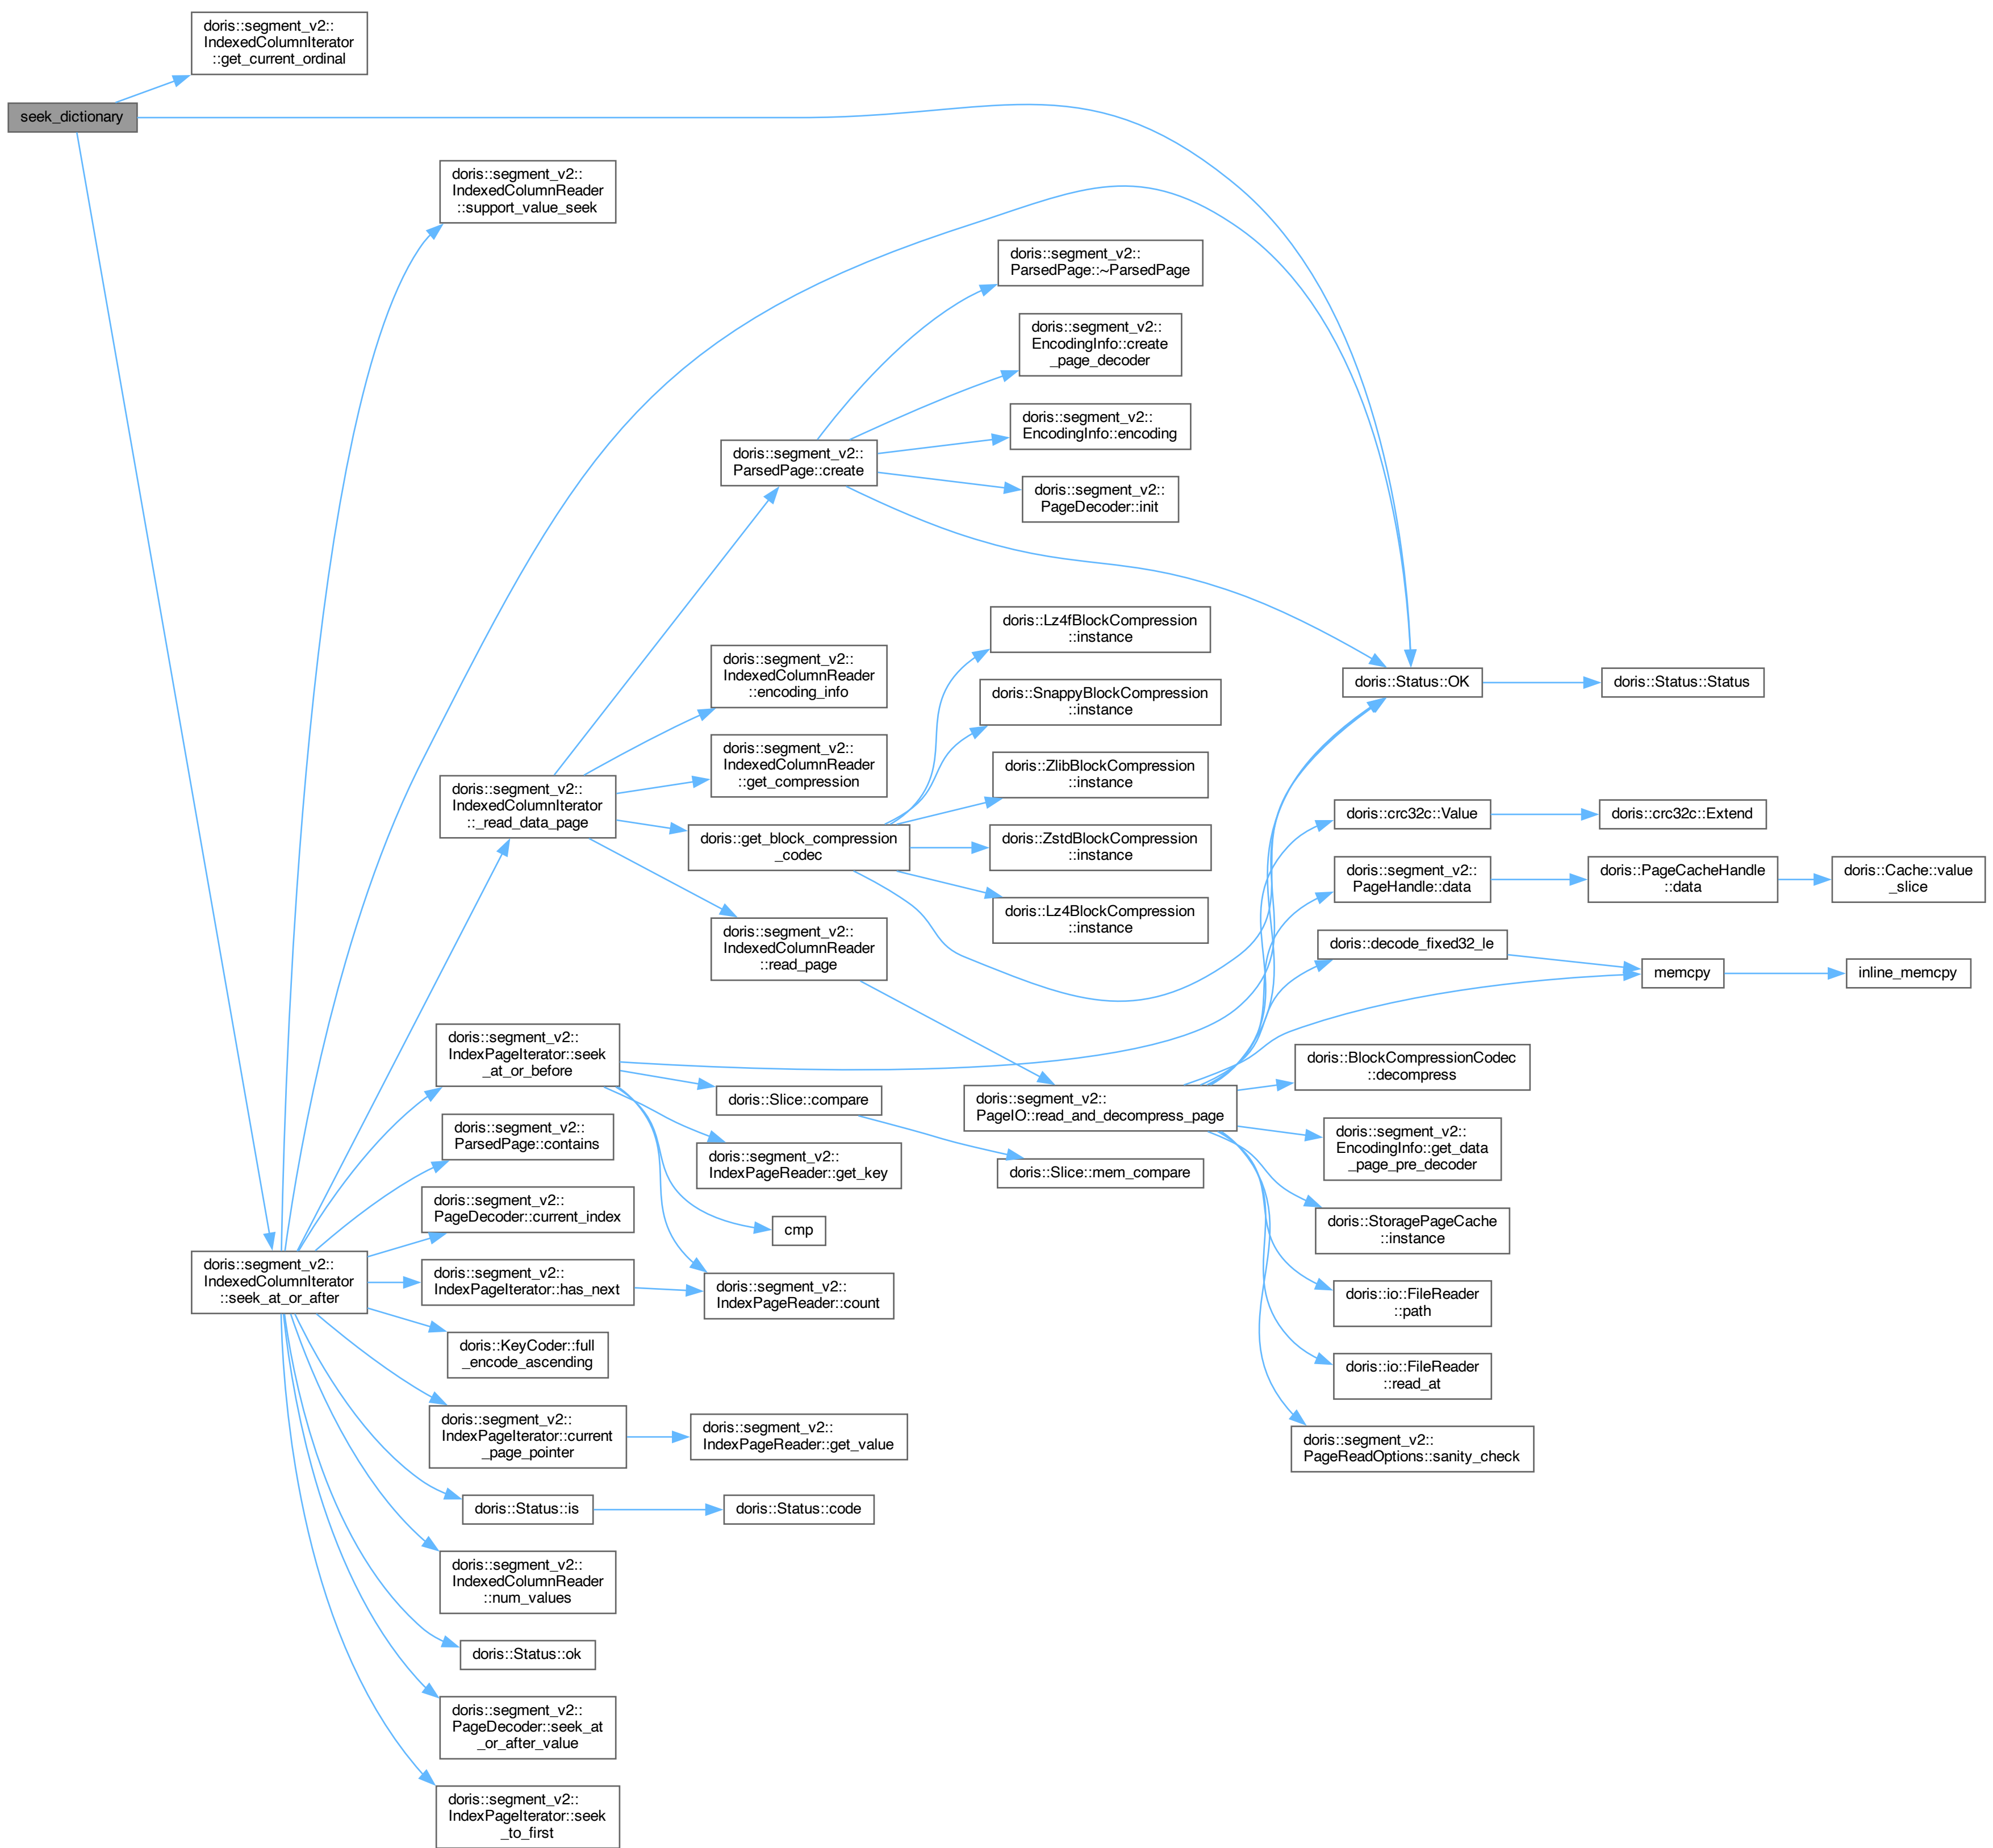 doris::segment_v2::
IndexedColumnIterator
::get_current_ordinal
seek_dictionary
doris::segment_v2::
IndexedColumnReader
::support_value_seek
doris::segment_v2::
ParsedPage::~ParsedPage
doris::segment_v2::
EncodingInfo::create
_page_decoder
doris::segment_v2::
EncodingInfo::encoding
doris::segment_v2::
ParsedPage::create
doris::segment_v2::
PageDecoder::init
doris::Lz4fBlockCompression
::instance
doris::segment_v2::
IndexedColumnReader
::encoding_info
doris::SnappyBlockCompression
::instance
doris::Status::OK
doris::Status::Status
doris::segment_v2::
IndexedColumnReader
::get_compression
doris::ZlibBlockCompression
::instance
doris::segment_v2::
IndexedColumnIterator
::_read_data_page
doris::get_block_compression
_codec
doris::ZstdBlockCompression
::instance
doris::crc32c::Value
doris::crc32c::Extend
doris::segment_v2::
PageHandle::data
doris::PageCacheHandle
::data
doris::Cache::value
_slice
doris::Lz4BlockCompression
::instance
doris::segment_v2::
IndexedColumnReader
::read_page
doris::decode_fixed32_le
memcpy
inline_memcpy
doris::segment_v2::
IndexPageIterator::seek
_at_or_before
doris::BlockCompressionCodec
::decompress
doris::Slice::compare
doris::segment_v2::
PageIO::read_and_decompress_page
doris::segment_v2::
ParsedPage::contains
doris::segment_v2::
EncodingInfo::get_data
_page_pre_decoder
doris::segment_v2::
IndexPageReader::get_key
doris::Slice::mem_compare
doris::segment_v2::
PageDecoder::current_index
cmp
doris::StoragePageCache
::instance
doris::segment_v2::
IndexedColumnIterator
::seek_at_or_after
doris::segment_v2::
IndexPageIterator::has_next
doris::segment_v2::
IndexPageReader::count
doris::io::FileReader
::path
doris::KeyCoder::full
_encode_ascending
doris::io::FileReader
::read_at
doris::segment_v2::
IndexPageIterator::current
_page_pointer
doris::segment_v2::
IndexPageReader::get_value
doris::segment_v2::
PageReadOptions::sanity_check
doris::Status::is
doris::Status::code
doris::segment_v2::
IndexedColumnReader
::num_values
doris::Status::ok
doris::segment_v2::
PageDecoder::seek_at
_or_after_value
doris::segment_v2::
IndexPageIterator::seek
_to_first